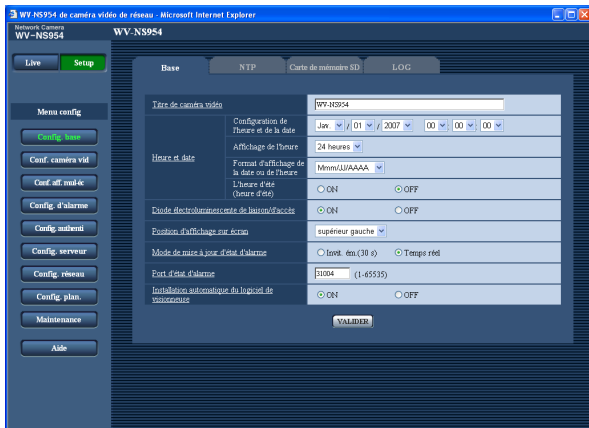 WV-NS954 de caméra vidéo de réseau - Microsoft Internet Explorer
Network Camera
WV-NS954
WV-NS954
Live Setup
Base NTP Carte de mémoire SD LOG
Menu config
Config. base
Conf. caméra vid
Conf. aff. mul-éc
Config. d'alarme
Config. authenti
Config. serveur
Config. réseau
Config. plan.
Maintenance
Aide
Titre de caméra vidéo WV-NS954
Heure et date
Configuration de
l'heure et de la date
Jav. / 01 / 2007 00 : 00 : 00
Affichage de l'heure 24 heures
Format d'affichage de
la date ou de l'heure
Mmm/JJ/AAAA
L'heure d'été
(heure d'été)
ON OFF
Diode électroluminescente de liaison/d'accès ON OFF
Position d'affichage sur écran supérieur gauche
Mode de mise à jour d'état d'alarme Invit. ém.(30 s) Temps réel
Port d'état d'alarme 31004 (1-65535)
Installation automatique du logiciel de
visionneuse
ON OFF
VALIDER